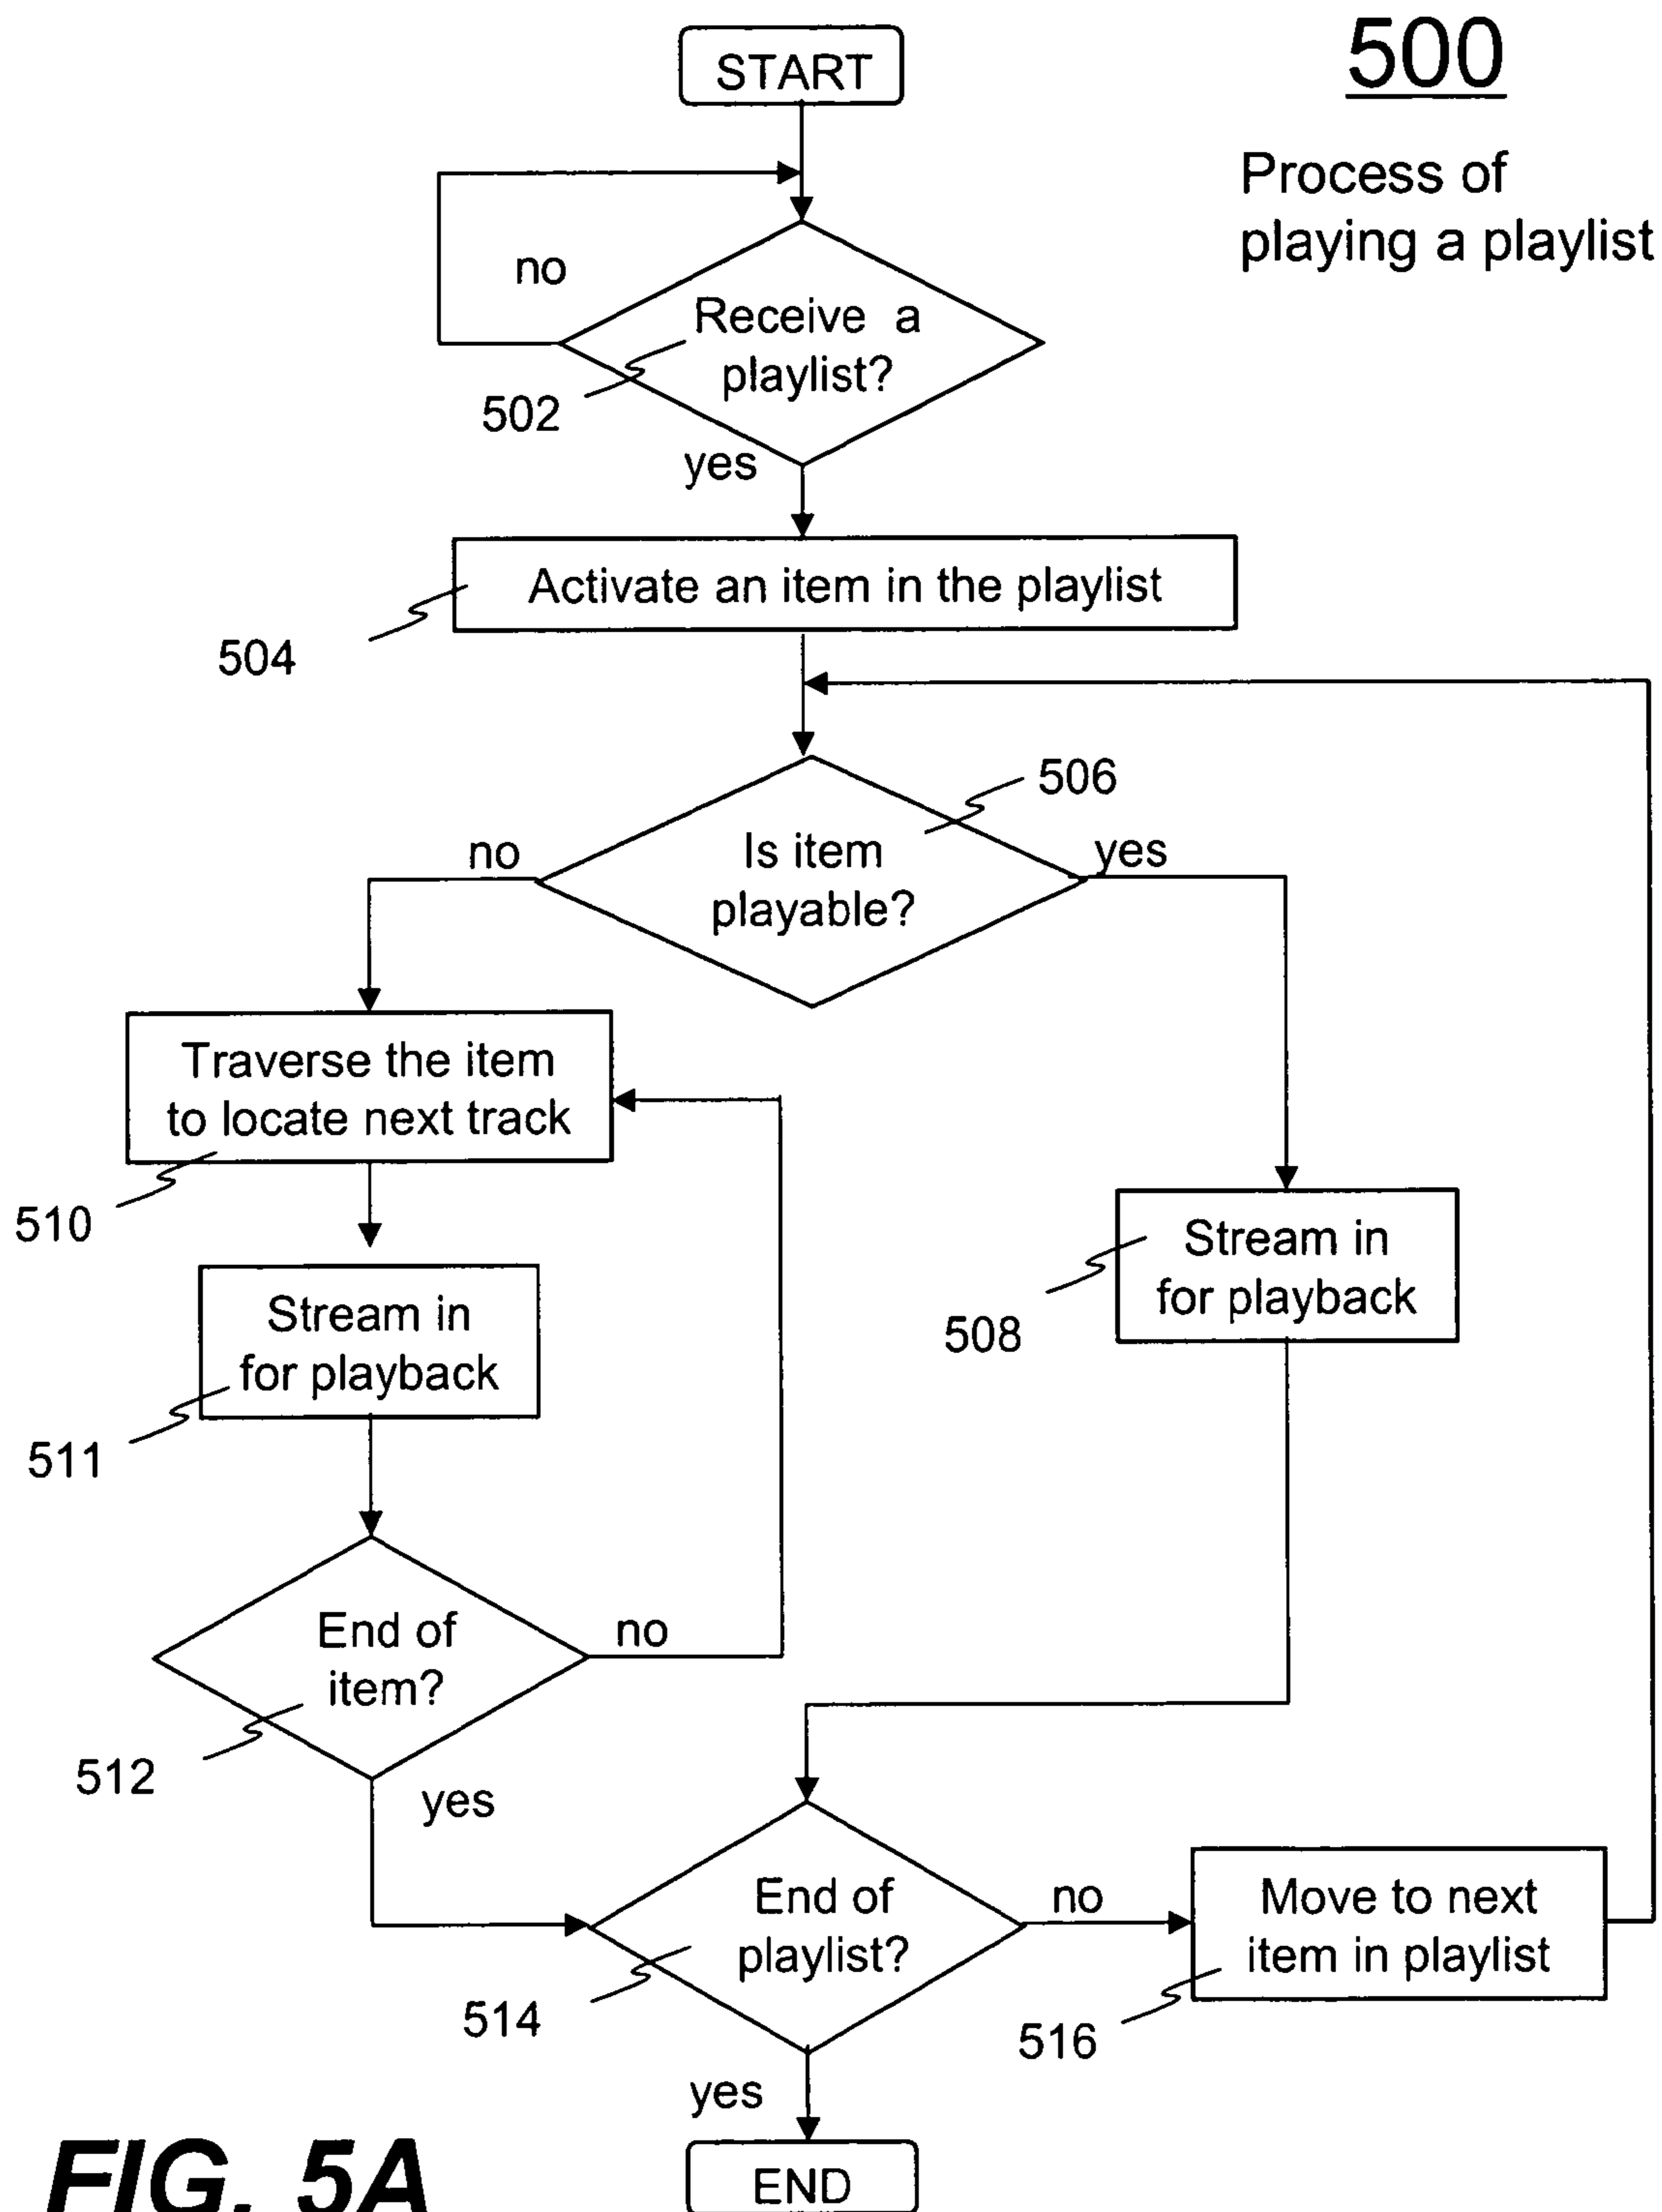 START
500
Process of
playing a playlist
no
Receive a
playlist?
502
yes
Activate an item in the playlist
504
506
Is item
playable?
no
yes
Traverse the item
to locate next track
510
Stream in
for playback
508
Stream in
for playback
511
End of
item?
no
512
yes
End of
playlist?
no
Move to next
item in playlist
514
516
yes
END
FIG. 5A